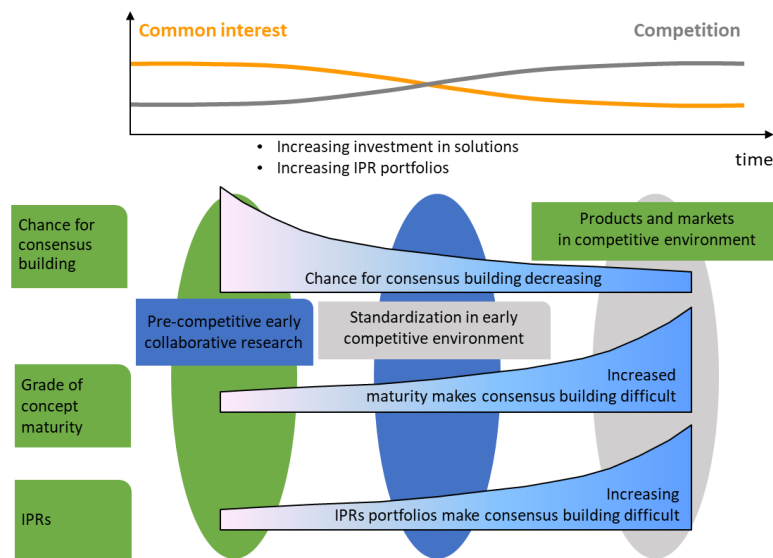 Common interest
Competition
• Increasing investment in solutions
• Increasing IPR portfolios
time
Chance for
consensus
building
Products and markets
in competitive environment
Chance for consensus building decreasing
Pre-competitive early
collaborative research
Standardization in early
competitive environment
Grade of
concept
maturity
Increased
maturity makes consensus building difficult
IPRs
Increasing
IPRs portfolios make consensus building difficult